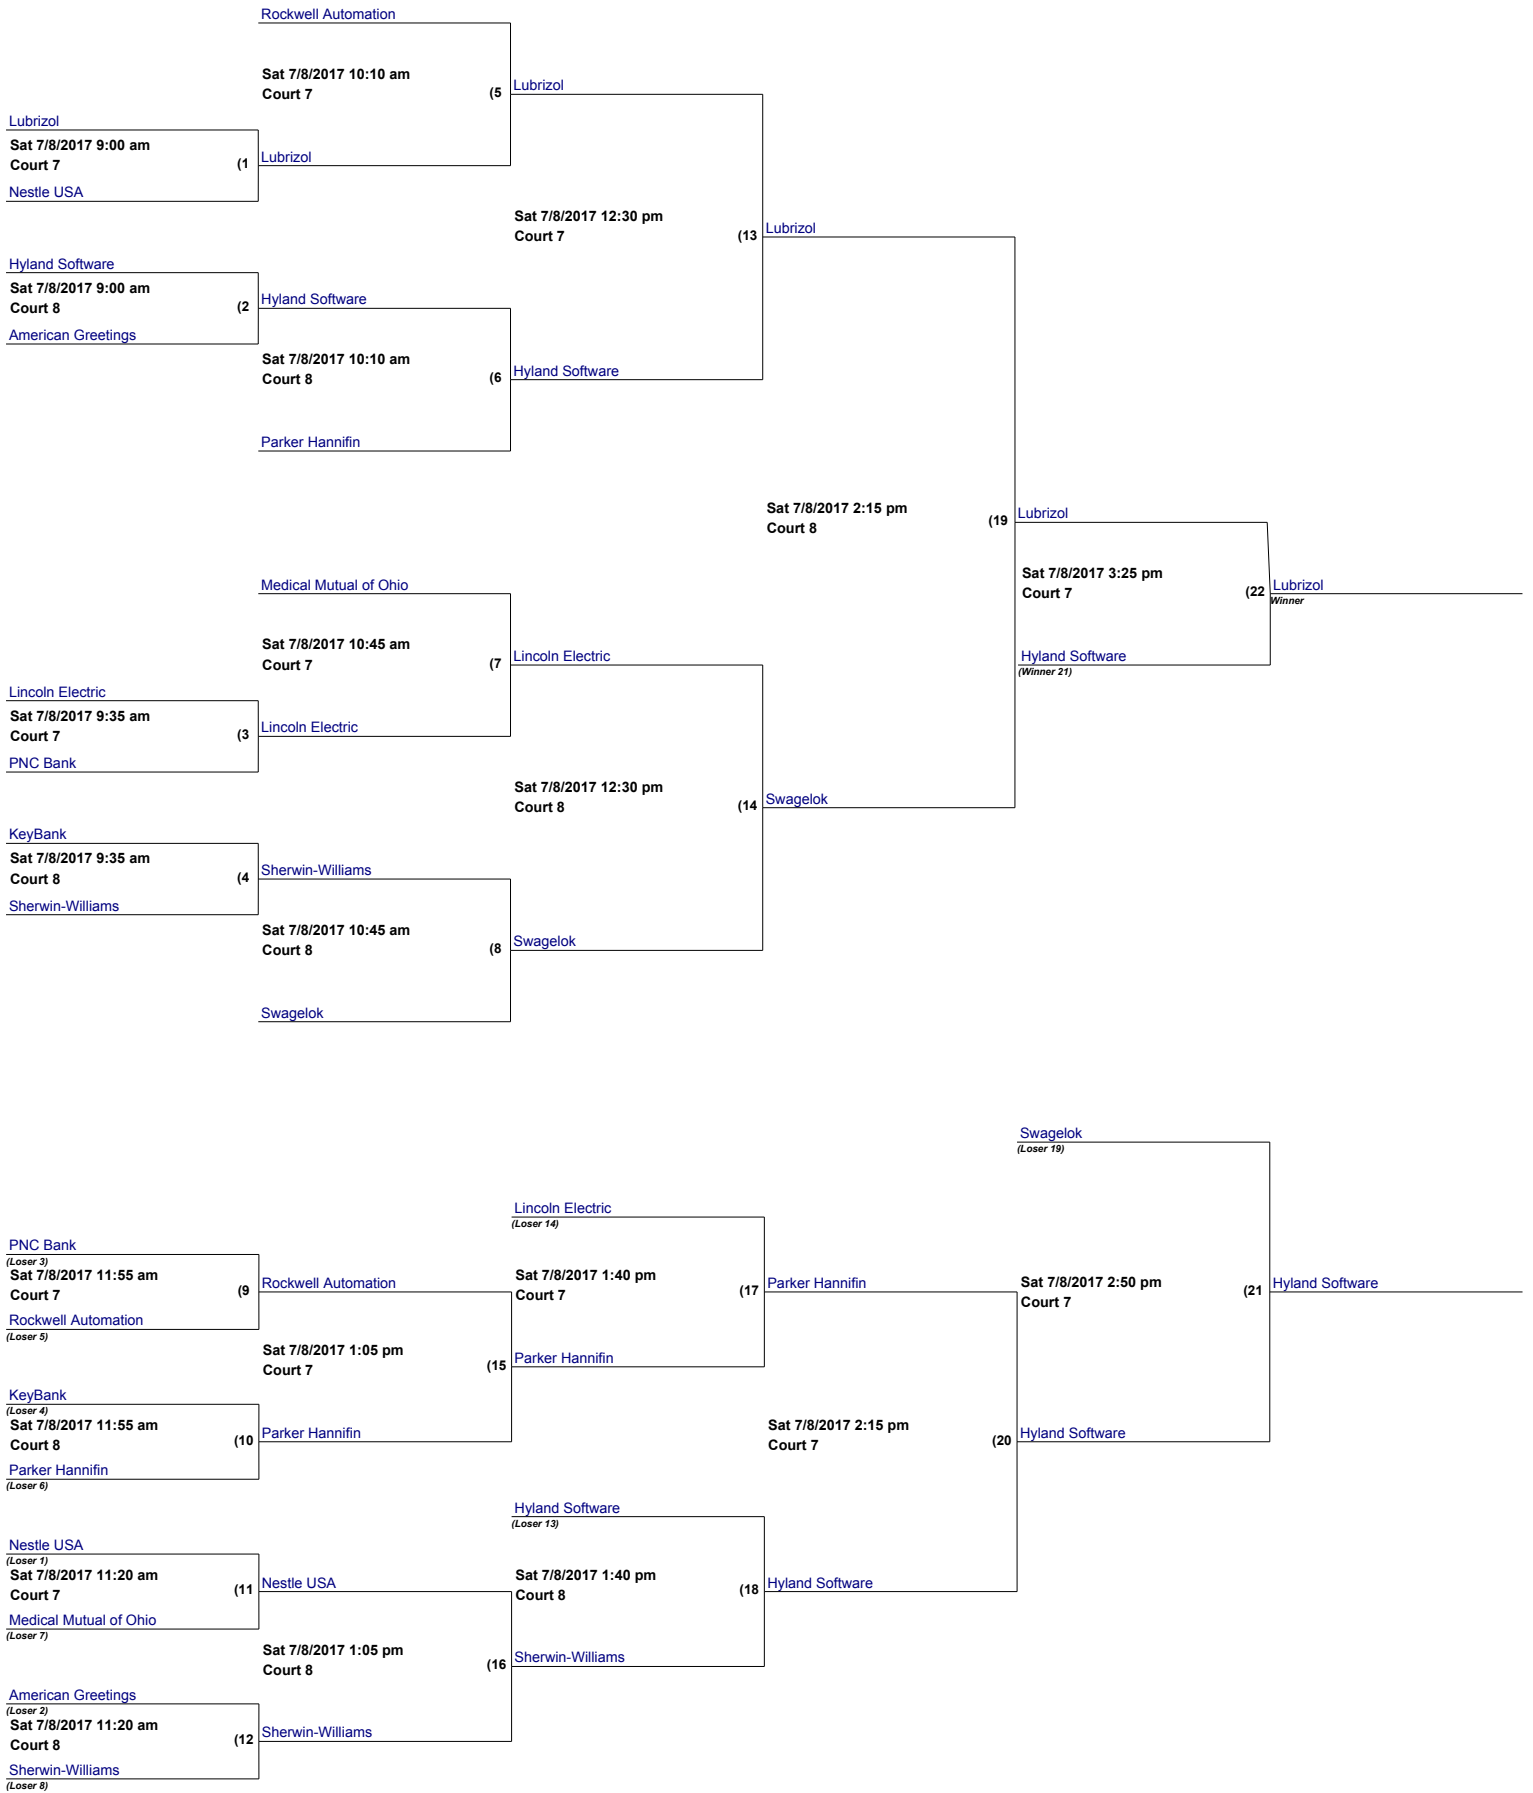 Rockwell Automation
Sat 7/8/2017 10:10 am
Court 7
(5
Lubrizol
Lubrizol
Sat 7/8/2017 9:00 am
Court 7
(1
Lubrizol
Nestle USA
Sat 7/8/2017 12:30 pm
Court 7
(13
Lubrizol
Hyland Software
Sat 7/8/2017 9:00 am
Court 8
(2
Hyland Software
American Greetings
Sat 7/8/2017 10:10 am
Court 8
(6
Hyland Software
Parker Hannifin
Sat 7/8/2017 2:15 pm
Court 8
(19
Lubrizol
Sat 7/8/2017 3:25 pm
Court 7
(22
Lubrizol
Winner
Medical Mutual of Ohio
Sat 7/8/2017 10:45 am
Court 7
(7
Lincoln Electric
Hyland Software
(Winner 21)
Lincoln Electric
Sat 7/8/2017 9:35 am
Court 7
(3
Lincoln Electric
PNC Bank
Sat 7/8/2017 12:30 pm
Court 8
(14
Swagelok
KeyBank
Sat 7/8/2017 9:35 am
Court 8
(4
Sherwin-Williams
Sherwin-Williams
Sat 7/8/2017 10:45 am
Court 8
(8
Swagelok
Swagelok
Swagelok
(Loser 19)
Lincoln Electric
(Loser 14)
PNC Bank
(Loser 3)
Sat 7/8/2017 11:55 am
Court 7
(9
Rockwell Automation
Sat 7/8/2017 1:40 pm
Court 7
(17
Parker Hannifin
Sat 7/8/2017 2:50 pm
Court 7
(21
Hyland Software
Rockwell Automation
(Loser 5)
Sat 7/8/2017 1:05 pm
Court 7
(15
Parker Hannifin
KeyBank
(Loser 4)
Sat 7/8/2017 11:55 am
Court 8
(10
Parker Hannifin
Sat 7/8/2017 2:15 pm
Court 7
(20
Hyland Software
Parker Hannifin
(Loser 6)
Hyland Software
(Loser 13)
Nestle USA
(Loser 1)
Sat 7/8/2017 11:20 am
Court 7
(11
Nestle USA
Sat 7/8/2017 1:40 pm
Court 8
(18
Hyland Software
Medical Mutual of Ohio
(Loser 7)
Sat 7/8/2017 1:05 pm
Court 8
(16
Sherwin-Williams
American Greetings
(Loser 2)
Sat 7/8/2017 11:20 am
Court 8
(12
Sherwin-Williams
Sherwin-Williams
(Loser 8)